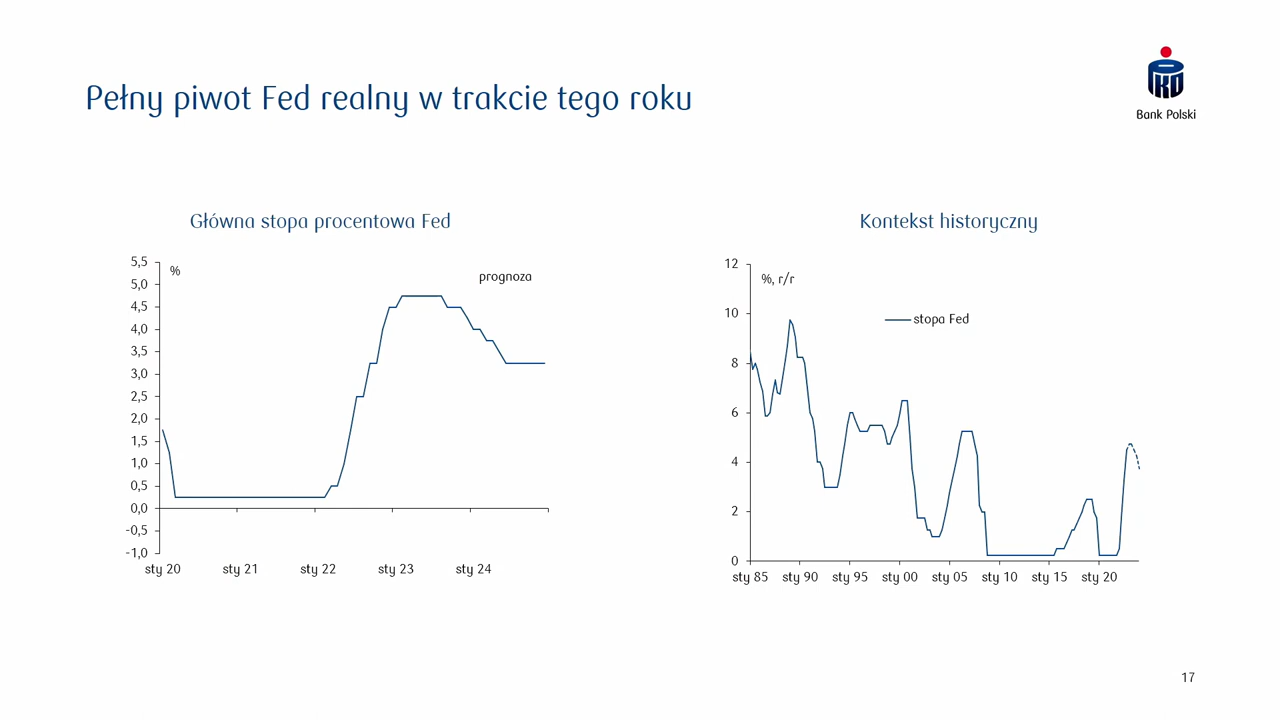 Pełny piwot Fed realny w trakcie tego roku
PKO
Bank Polski
Główna stopa procentowa Fed
%
prognoza
5,5
5,0
4,5
4,0
3,5
3,0
2,5
2,0
1,5
1,0
0,5
0,0
-0,5
-1,0
sty 20 sty 21 sty 22 sty 23 sty 24
Kontekst historyczny
%, r/r
stopa Fed
12
10
8
6
4
2
0
sty 85 sty 90 sty 95 sty 00 sty 05 sty 10 sty 15 sty 20
17